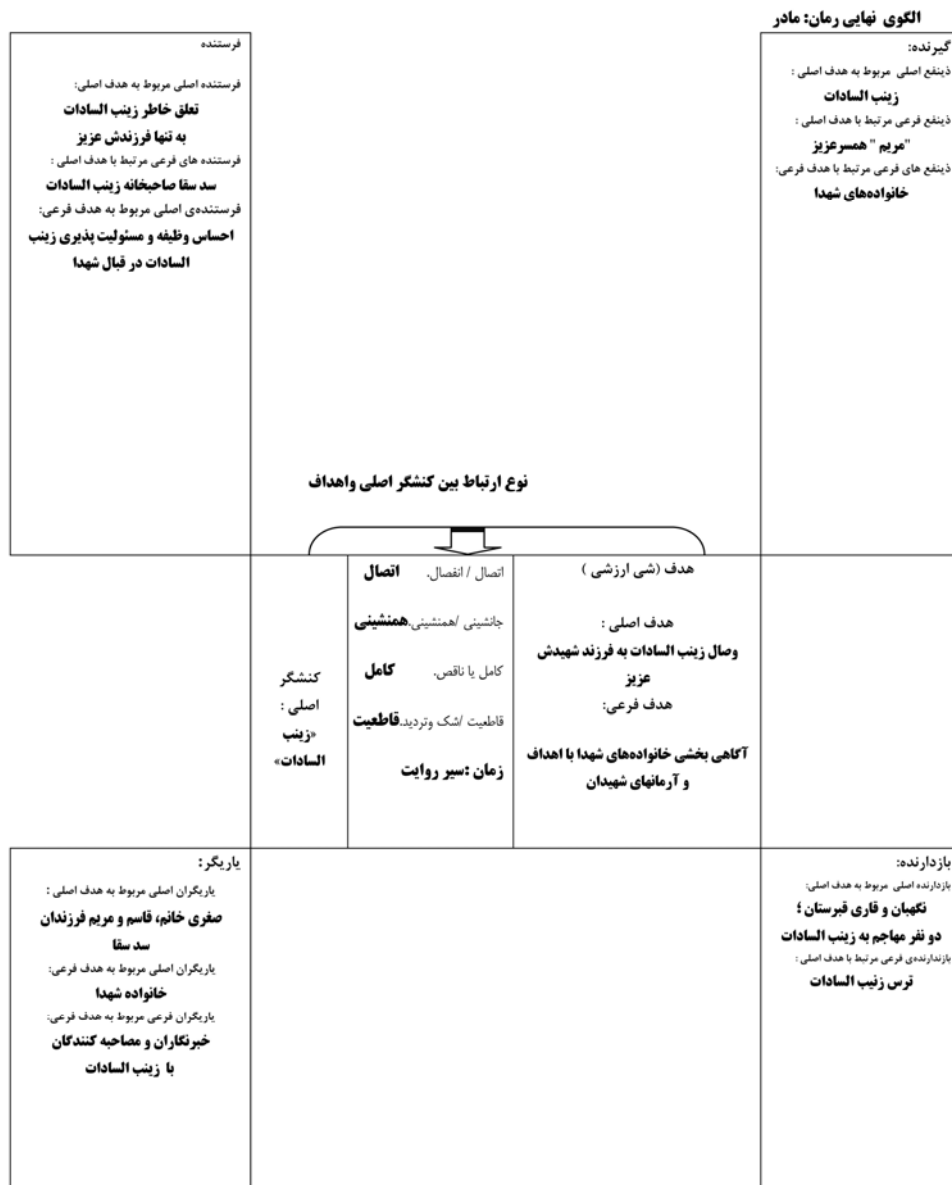 الگوی نهایی رمان: مادر
گیرنده:
ذینفع اصلی مربوط به هدف اصلی :
زینب السادات
ذینفع فرعی مرتبط با هدف اصلی :
"مریم " همسرعزیز
ذینفع های فرعی مرتبط با هدف فرعی:
خانواده‌های شهدا
فرستنده
فرستنده اصلی مربوط به هدف اصلی:
تعلق خاطر زینب السادات
به تنها فرزندش عزیز
فرستنده های فرعی مرتبط با هدف اصلی :
سد سقا صاحبخانه زینب السادات
فرستنده‌ی اصلی مربوط به هدف فرعی:
احساس وظیفه و مسئولیت پذیری زینب
السادات در قبال شهدا
نوع ارتباط بین کنشگر اصلی واهداف
هدف (شی ارزشی )
هدف اصلی :
وصال زینب السادات به فرزند شهیدش
عزیز
هدف فرعی:
آگاهی بخشی خانواده‌های شهدا با اهداف
و آرمانهای شهیدان
اتصال / انفصال. اتصال
جانشینی /همنشینی.همنشینی
کامل یا ناقص. کامل
قاطعیت /شک وتردید.قاطعیت
زمان :سیر روایت
کنشگر
اصلی :
«زینب
السادات»
بازدارنده:
بازدارنده اصلی مربوط به هدف اصلی:
نگهبان و قاری قبرستان ؛
دو نفر مهاجم به زینب السادات
بازندارنده‌ی فرعی مرتبط با هدف اصلی :
ترس زنیب السادات
یاریگر:
یاریگران اصلی مربوط به هدف اصلی :
صغری خانم، قاسم و مریم فرزندان
سد سقا
یاریگران اصلی مربوط به هدف فرعی:
خانواده شهدا
یاریگران فرعی مربوط به هدف فرعی:
خبرنگاران و مصاحبه کنندگان
با زینب السادات